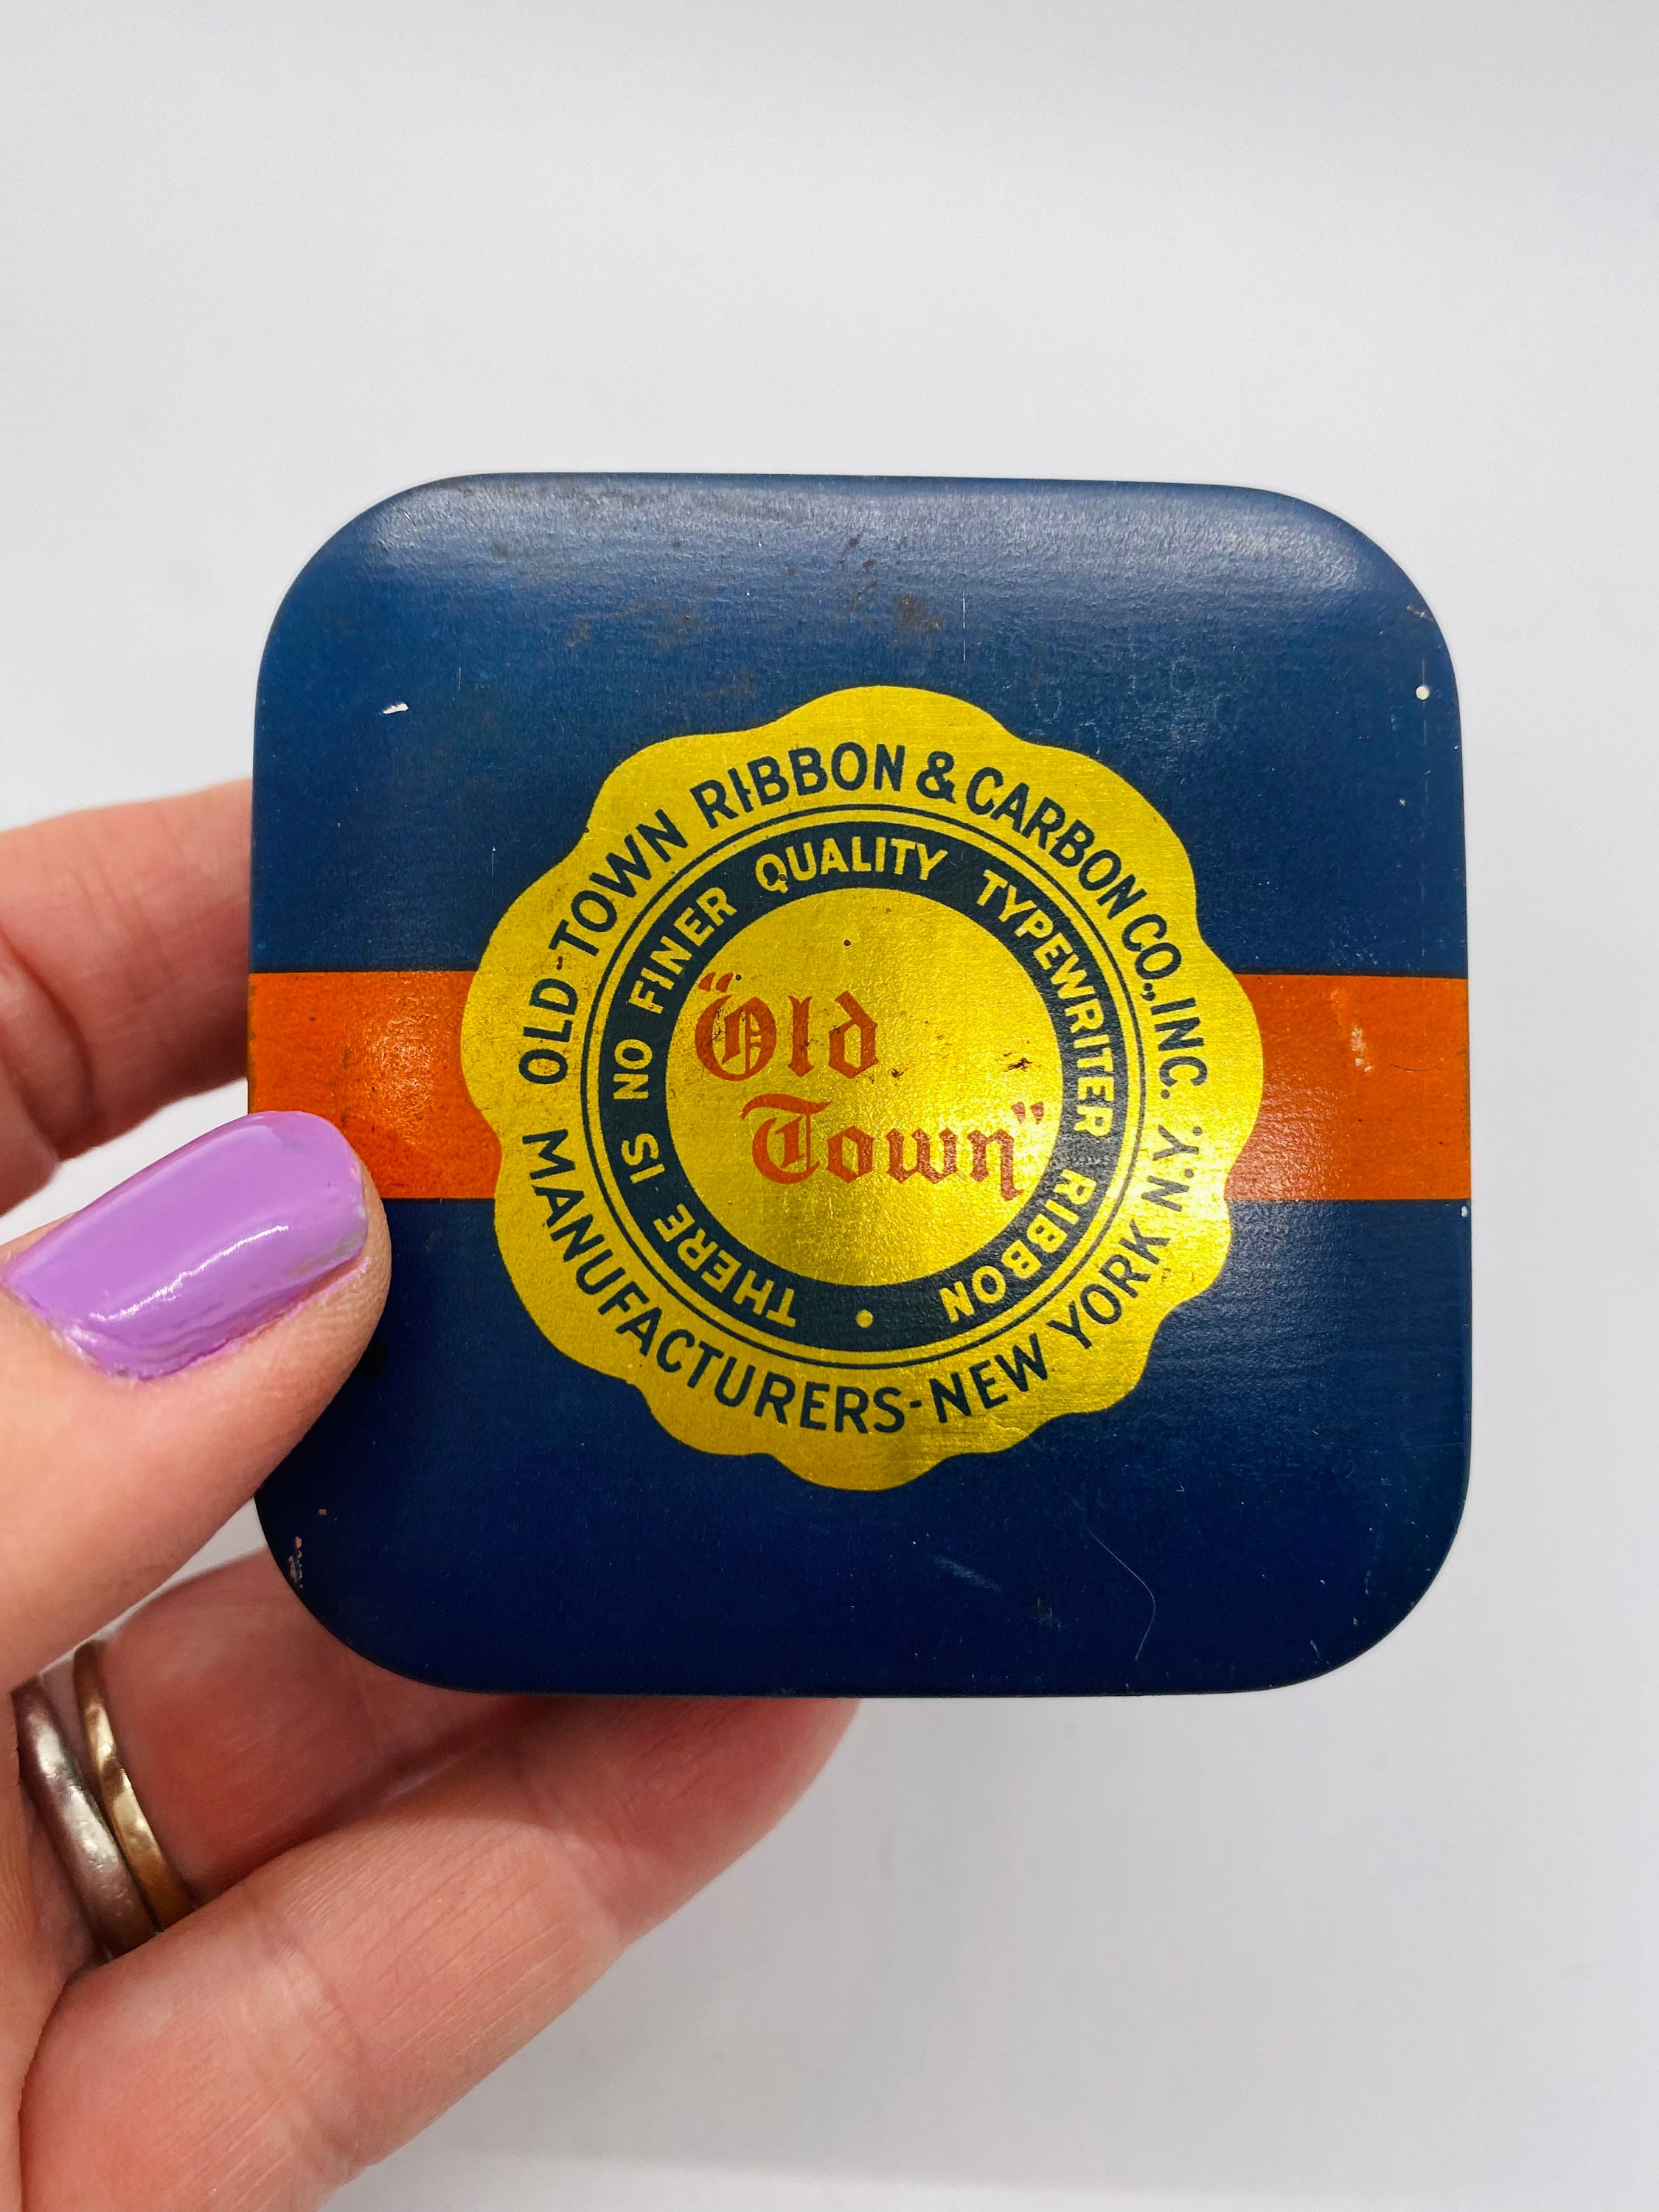 OLD-TOWN RIBBON & CARBON CO., INC.
MANUFACTURERS-NEW YORK N.Y.
THERE IS NO FINER QUALITY TYPEWRITER RIBBON •
"Old
Town"